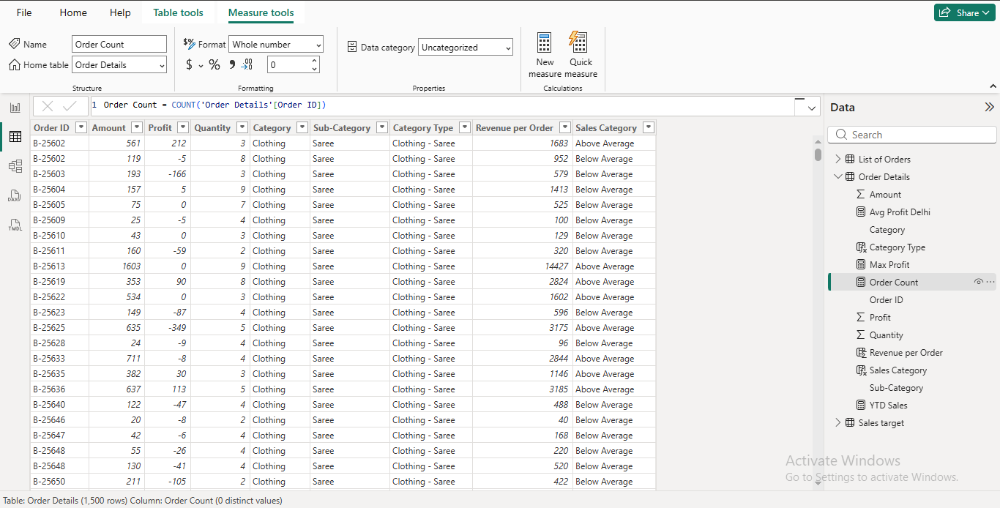 File Home Help Table tools Measure tools Share
Name Order Count $% Format Whole number Data category Uncategorized New measure Quick measure
Home table Order Details $ % 0
Structure Formatting Properties Calculations
1 Order Count = COUNT('Order Details'[Order ID])
Order ID Amount Profit Quantity Category Sub-Category Category Type Revenue per Order Sales Category
B-25602 561 212 3 Clothing Saree Clothing - Saree 1683 Above Average
B-25602 119 -5 8 Clothing Saree Clothing - Saree 952 Below Average
B-25603 193 -166 3 Clothing Saree Clothing - Saree 579 Below Average
B-25604 157 5 9 Clothing Saree Clothing - Saree 1413 Below Average
B-25605 75 0 7 Clothing Saree Clothing - Saree 525 Below Average
B-25609 25 -5 4 Clothing Saree Clothing - Saree 100 Below Average
B-25610 43 0 3 Clothing Saree Clothing - Saree 129 Below Average
B-25611 160 -59 2 Clothing Saree Clothing - Saree 320 Below Average
B-25613 1603 0 9 Clothing Saree Clothing - Saree 14427 Above Average
B-25619 353 90 8 Clothing Saree Clothing - Saree 2824 Above Average
B-25622 534 0 3 Clothing Saree Clothing - Saree 1602 Above Average
B-25623 149 -87 4 Clothing Saree Clothing - Saree 596 Below Average
B-25625 635 -349 5 Clothing Saree Clothing - Saree 3175 Above Average
B-25628 24 -9 4 Clothing Saree Clothing - Saree 96 Below Average
B-25633 711 -8 4 Clothing Saree Clothing - Saree 2844 Above Average
B-25635 382 30 3 Clothing Saree Clothing - Saree 1146 Above Average
B-25636 637 113 5 Clothing Saree Clothing - Saree 3185 Above Average
B-25640 122 -47 4 Clothing Saree Clothing - Saree 488 Below Average
B-25646 20 -8 2 Clothing Saree Clothing - Saree 40 Below Average
B-25647 42 -6 4 Clothing Saree Clothing - Saree 168 Below Average
B-25648 55 -26 4 Clothing Saree Clothing - Saree 220 Below Average
B-25648 130 -41 4 Clothing Saree Clothing - Saree 520 Below Average
B-25650 211 -105 2 Clothing Saree Clothing - Saree 422 Below Average
DAX
TMDL
Data
Search
List of Orders
Order Details
Amount
Avg Profit Delhi
Category
Category Type
Max Profit
Order Count
Order ID
Profit
Quantity
Revenue per Order
Sales Category
Sub-Category
YTD Sales
Sales target
Activate Windows
Go to Settings to activate Windows.
Table: Order Details (1,500 rows) Column: Order Count (0 distinct values)